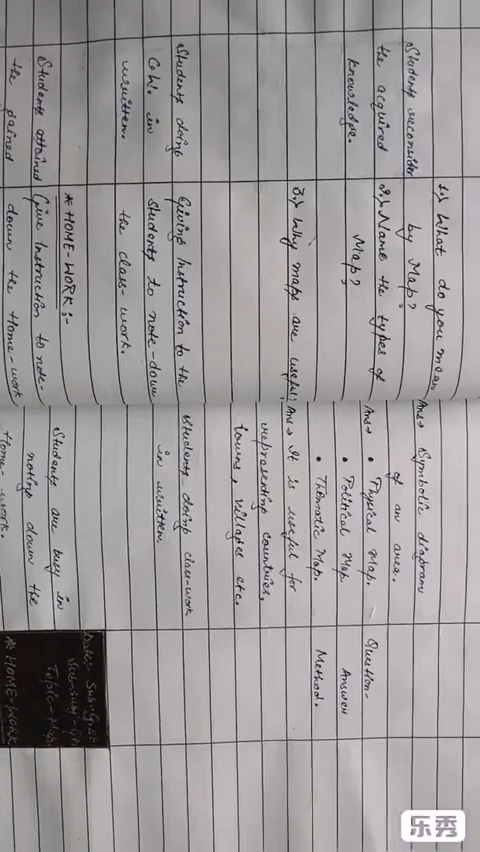 Students reconsider
the acquired
knowledge.
Students doing
C.W. in
written.
Students attained
the gained
1) What do you mean
by Map?
2) Name the types of
Map?
3) Why maps are useful?
Giving Instruction to the
students to note-down
the class-work.
* HOME-WORK :-
Give Instruction to note-
down the Home-work
Ans→ Symbolic diagram
of an area.
Ans→ • Physical Map.
• Political Map.
• Thematic Map.
Ans→ It is useful for
representing countries,
towns, villages etc.
Students doing class-work
in written.
Students are busy in
noting down the
Home-work.
Question-
Answer
Method.
Topic-Map
* HOME-WORK
乐秀